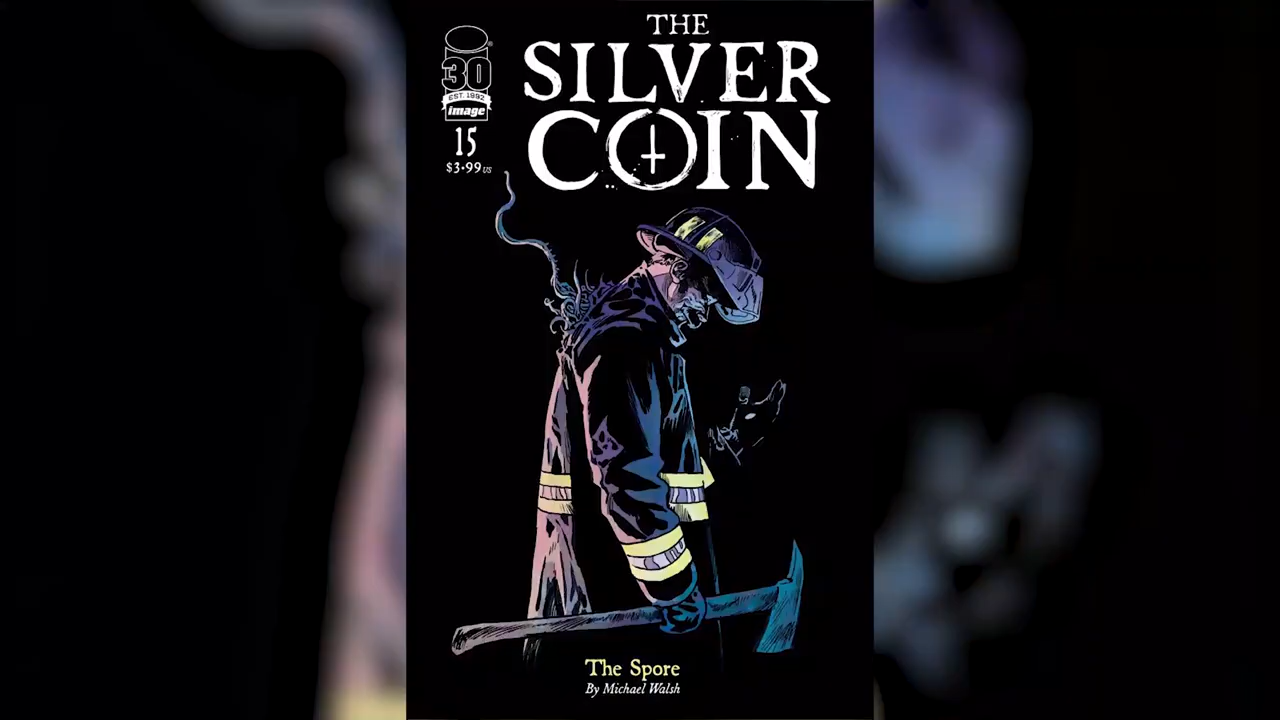 THE
SILVER
COIN
30
EST. 1992
image
15
$3.99 US
The Spore
By Michael Walsh